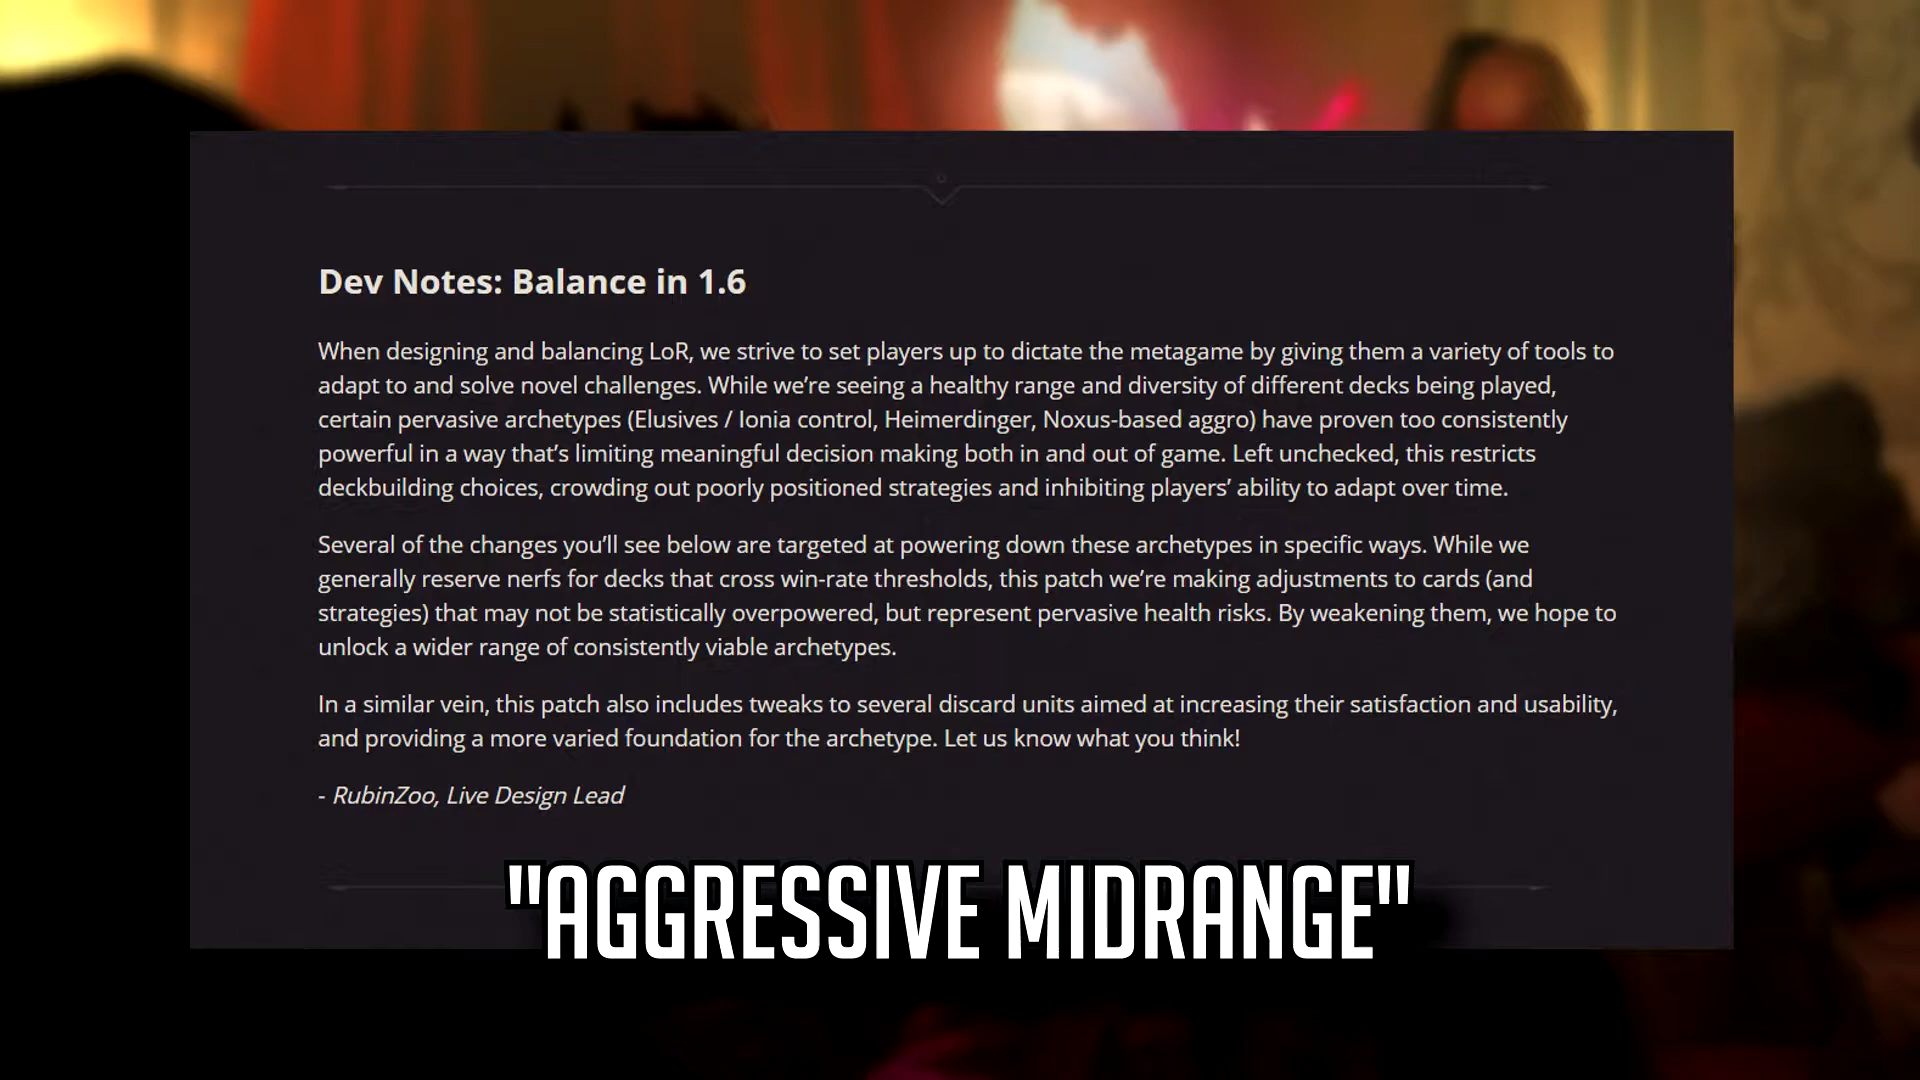 Dev Notes: Balance in 1.6
When designing and balancing LoR, we strive to set players up to dictate the metagame by giving them a variety of tools to
adapt to and solve novel challenges. While we’re seeing a healthy range and diversity of different decks being played,
certain pervasive archetypes (Elusives / Ionia control, Heimerdinger, Noxus-based aggro) have proven too consistently
powerful in a way that’s limiting meaningful decision making both in and out of game. Left unchecked, this restricts
deckbuilding choices, crowding out poorly positioned strategies and inhibiting players’ ability to adapt over time.
Several of the changes you’ll see below are targeted at powering down these archetypes in specific ways. While we
generally reserve nerfs for decks that cross win-rate thresholds, this patch we’re making adjustments to cards (and
strategies) that may not be statistically overpowered, but represent pervasive health risks. By weakening them, we hope to
unlock a wider range of consistently viable archetypes.
In a similar vein, this patch also includes tweaks to several discard units aimed at increasing their satisfaction and usability,
and providing a more varied foundation for the archetype. Let us know what you think!
- RubinZoo, Live Design Lead
"AGGRESSIVE MIDRANGE"